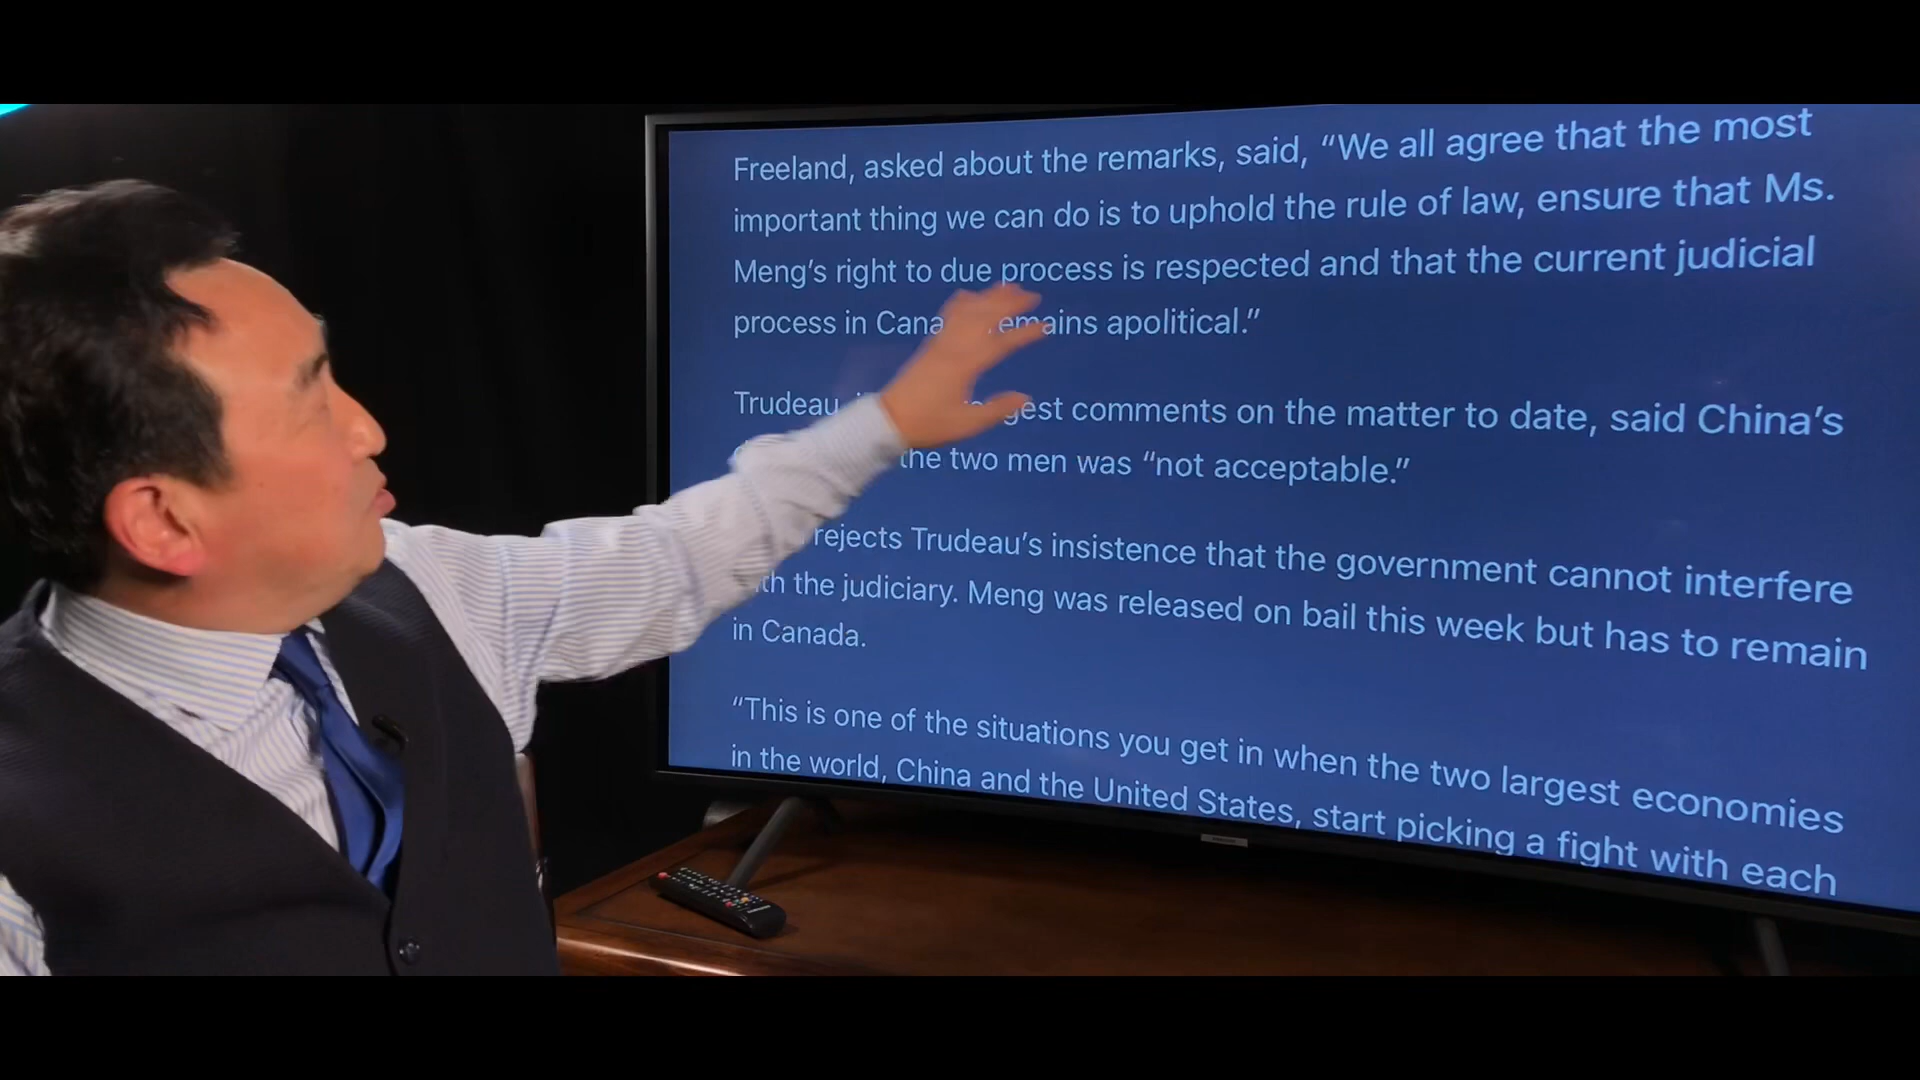 Freeland, asked about the remarks, said, “We all agree that the most
important thing we can do is to uphold the rule of law, ensure that Ms.
Meng’s right to due process is respected and that the current judicial
process in apolitical.”
Trudeau, comments on the matter to date, said China’s
the two men was “not acceptable.”
rejects Trudeau’s insistence that the government cannot interfere
the judiciary. Meng was released on bail this week but has to remain
in Canada.
“This is one of the situations you get in when the two largest economies
in the world, China and the United States, start picking a fight with each